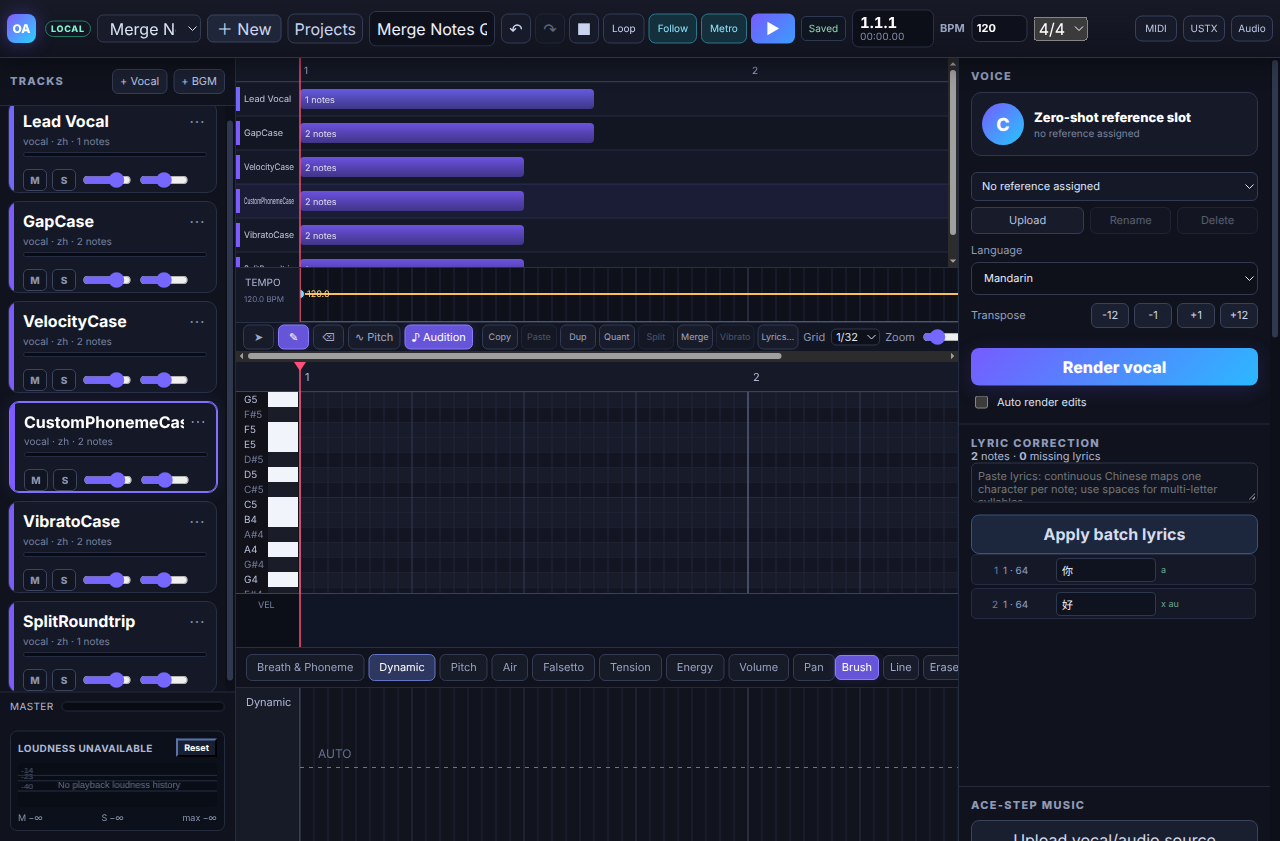 OA LOCAL Merge N + New Projects Merge Notes Q Loop Follow Metro Saved 1.1.1 00:00.00 BPM 120 4/4 MIDI USTX Audio
TRACKS + Vocal + BGM
Lead Vocal ...
vocal · zh · 1 notes
M S
GapCase ...
vocal · zh · 2 notes
M S
VelocityCase ...
vocal · zh · 2 notes
M S
CustomPhonemeCas ...
vocal · zh · 2 notes
M S
VibratoCase ...
vocal · zh · 2 notes
M S
SplitRoundtrip ...
vocal · zh · 1 notes
M S
MASTER
LOUDNESS UNAVAILABLE Reset
-14
-23
-40
No playback loudness history
M -∞ S -∞ max -∞
1 2
Lead Vocal 1 notes
GapCase 2 notes
VelocityCase 2 notes
CustomPhonemeCase 2 notes
VibratoCase 2 notes
TEMPO
120.0 BPM
120.0
∿ Pitch ♪ Audition Copy Paste Dup Quant Split Merge Vibrato Lyrics... Grid 1/32 Zoom
1 2
G5
F#5
F5
E5
D#5
D5
C#5
C5
B4
A#4
A4
G#4
G4
VEL
Breath & Phoneme Dynamic Pitch Air Falsetto Tension Energy Volume Pan Brush Line Erase
Dynamic
AUTO
VOICE
C
Zero-shot reference slot
no reference assigned
No reference assigned
Upload Rename Delete
Language
Mandarin
Transpose -12 -1 +1 +12
Render vocal
Auto render edits
LYRIC CORRECTION
2 notes · 0 missing lyrics
Paste lyrics: continuous Chinese maps one
character per note; use spaces for multi-letter
Apply batch lyrics
1 1 · 64 你 a
2 1 · 64 好 x au
ACE-STEP MUSIC
Upload vocal/audio source